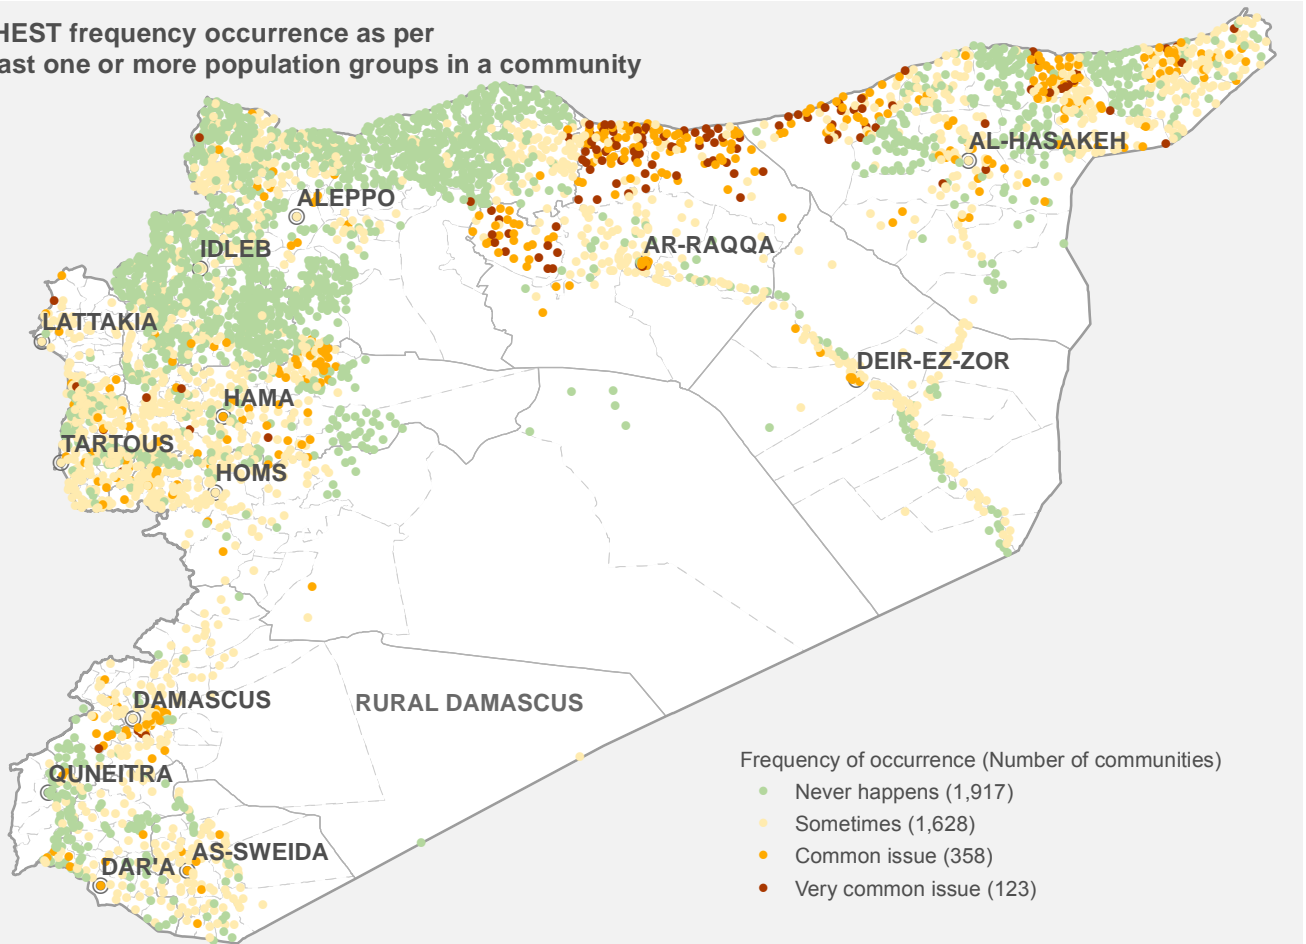 HEST frequency occurrence as per
ast one or more population groups in a community
AL-HASAKEH
ALEPPO
IDLEB
AR-RAQQA
LATTAKIA
DEIR-EZ-ZOR
HAMA
TARTOUS
HOMS
DAMASCUS
RURAL DAMASCUS
QUNEITRA
AS-SWEIDA
DAR'A
Frequency of occurrence (Number of communities)
Never happens (1,917)
Sometimes (1,628)
Common issue (358)
Very common issue (123)